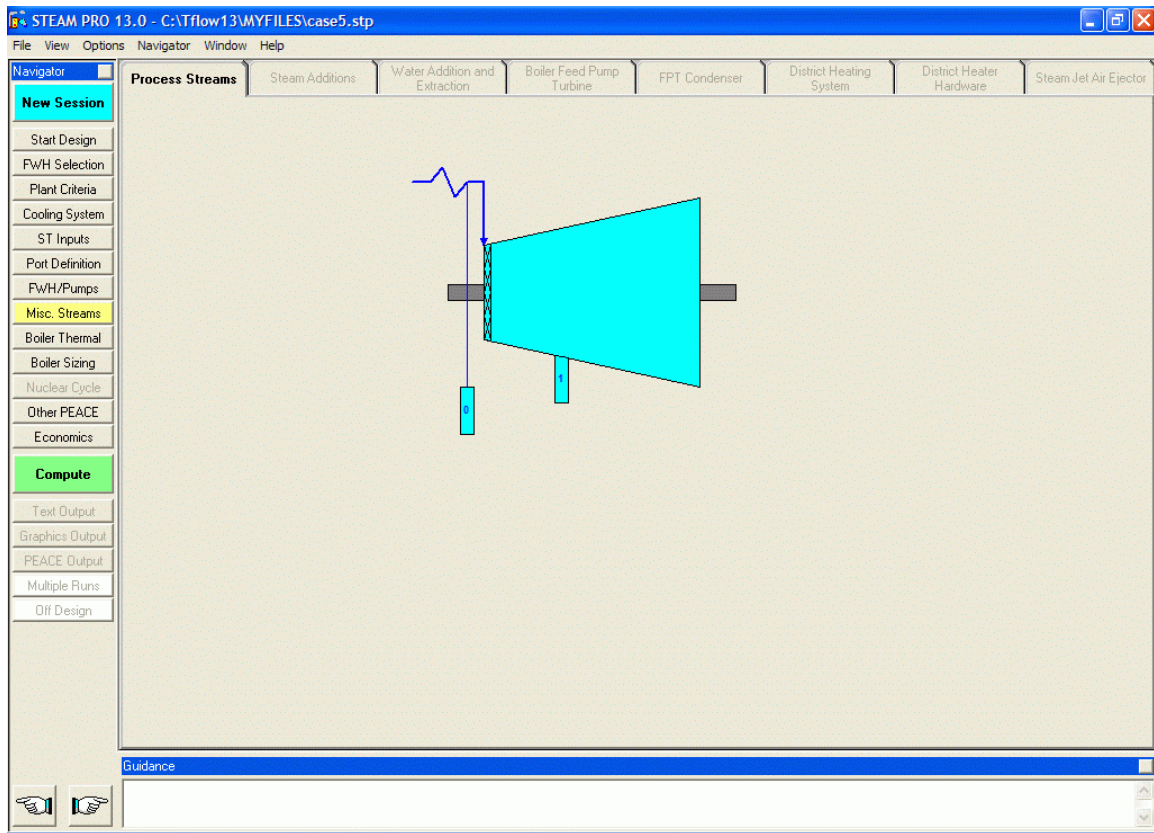 STEAM PRO 13.0 - C:\Tflow13\MYFILES\case5.stp
File View Options Navigator Window Help
Navigator
New Session
Start Design
FWH Selection
Plant Criteria
Cooling System
ST Inputs
Port Definition
FWH/Pumps
Misc. Streams
Boiler Thermal
Boiler Sizing
Nuclear Cycle
Other PEACE
Economics
Compute
Text Output
Graphics Output
PEACE Output
Multiple Runs
Off Design
Process Streams
Steam Additions
Water Addition and
Extraction
Boiler Feed Pump
Turbine
FPT Condenser
District Heating
System
District Heater
Hardware
Steam Jet Air Ejector
1
0
Guidance